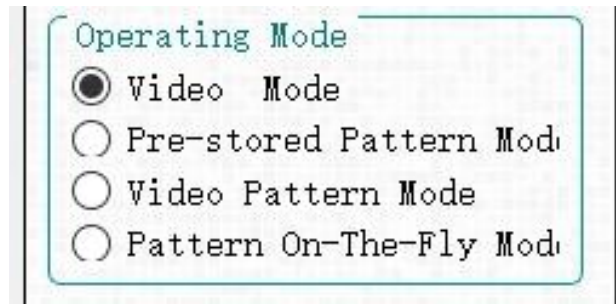 Operating Mode
Video Mode
Pre-stored Pattern Mod
Video Pattern Mode
Pattern On-The-Fly Mod